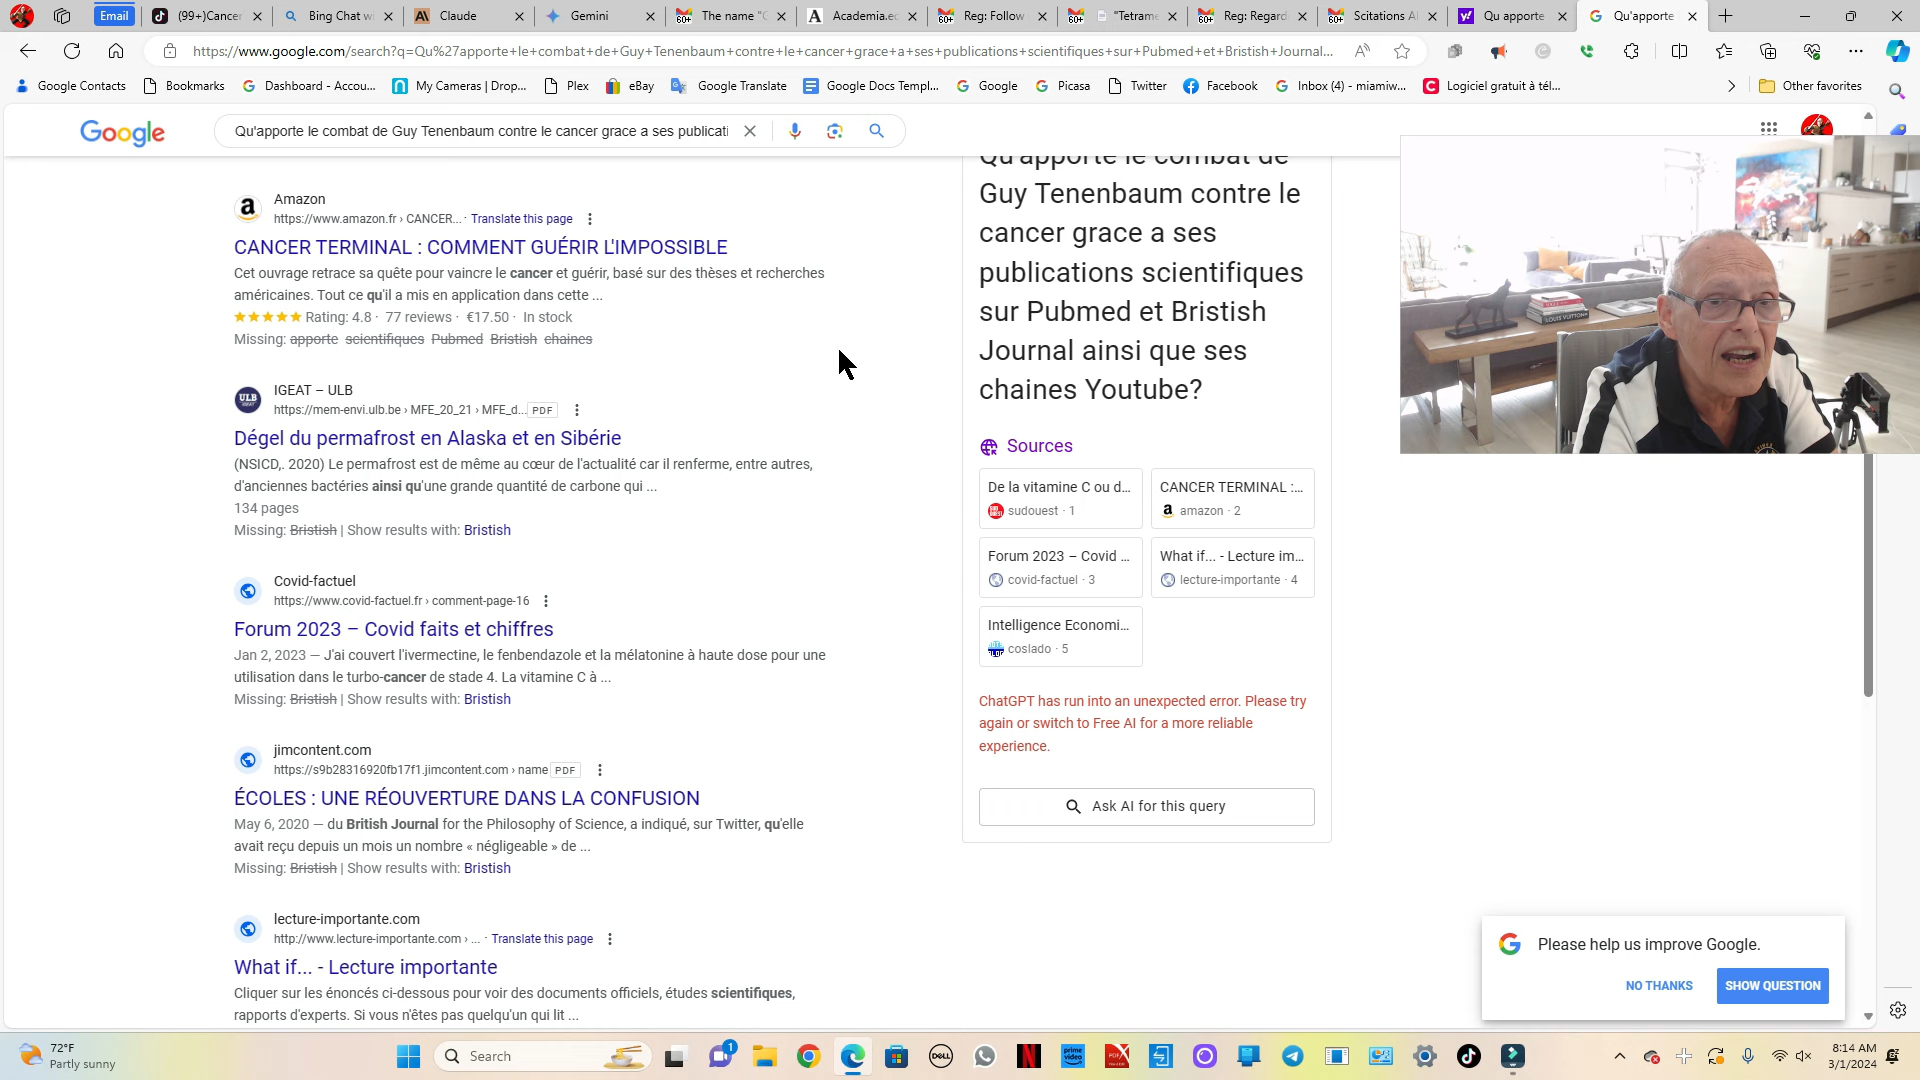 Email
(99+)Cancer
Bing Chat w
Claude
Gemini
The name "C
Academia.ec
Reg: Follow
"Tetrame
Reg: Regard
Scitations Al
Qu apporte
Qu'apporte
https://www.google.com/search?q=Qu%27apporte+le+combat+de+Guy+Tenenbaum+contre+le+cancer+grace+a+ses+publications+scientifiques+sur+Pubmed+et+Bristish+Journal...
Google Contacts
Bookmarks
Dashboard - Accou...
My Cameras | Drop...
Plex
eBay
Google Translate
Google Docs Templ...
Google
Picasa
Twitter
Facebook
Inbox (4) - miamiw...
Logiciel gratuit à tél...
Other favorites
Google
Qu'apporte le combat de Guy Tenenbaum contre le cancer grace a ses publicati
Amazon
https://www.amazon.fr › CANCER... · Translate this page
CANCER TERMINAL : COMMENT GUÉRIR L'IMPOSSIBLE
Cet ouvrage retrace sa quête pour vaincre le cancer et guérir, basé sur des thèses et recherches
américaines. Tout ce qu'il a mis en application dans cette ...
Rating: 4.8 · 77 reviews · €17.50 · In stock
Missing: apporte scientifiques Pubmed Bristish chaines
IGEAT – ULB
https://mem-envi.ulb.be › MFE_20_21 › MFE_d... PDF
Dégel du permafrost en Alaska et en Sibérie
(NSICD,. 2020) Le permafrost est de même au cœur de l'actualité car il renferme, entre autres,
d'anciennes bactéries ainsi qu'une grande quantité de carbone qui ...
134 pages
Missing: Bristish | Show results with: Bristish
Covid-factuel
https://www.covid-factuel.fr › comment-page-16
Forum 2023 – Covid faits et chiffres
Jan 2, 2023 — J'ai couvert l'ivermectine, le fenbendazole et la mélatonine à haute dose pour une
utilisation dans le turbo-cancer de stade 4. La vitamine C à ...
Missing: Bristish | Show results with: Bristish
jimcontent.com
https://s9b28316920fb17f1.jimcontent.com › name PDF
ÉCOLES : UNE RÉOUVERTURE DANS LA CONFUSION
May 6, 2020 — du British Journal for the Philosophy of Science, a indiqué, sur Twitter, qu'elle
avait reçu depuis un mois un nombre « négligeable » de ...
Missing: Bristish | Show results with: Bristish
lecture-importante.com
http://www.lecture-importante.com › ... · Translate this page
What if... - Lecture importante
Cliquer sur les énoncés ci-dessous pour voir des documents officiels, études scientifiques,
rapports d'experts. Si vous n'êtes pas quelqu'un qui lit ...
Qu'apporte le combat de
Guy Tenenbaum contre le
cancer grace a ses
publications scientifiques
sur Pubmed et Bristish
Journal ainsi que ses
chaines Youtube?
Sources
De la vitamine C ou d...
sudouest · 1
CANCER TERMINAL :...
amazon · 2
Forum 2023 – Covid ...
covid-factuel · 3
What if... - Lecture im...
lecture-importante · 4
Intelligence Economi...
coslado · 5
ChatGPT has run into an unexpected error. Please try
again or switch to Free AI for a more reliable
experience.
Ask AI for this query
LOUIS VUITTON
Please help us improve Google.
NO THANKS
SHOW QUESTION
72°F
Partly sunny
Search
1
DELL
prime video
8:14 AM
3/1/2024